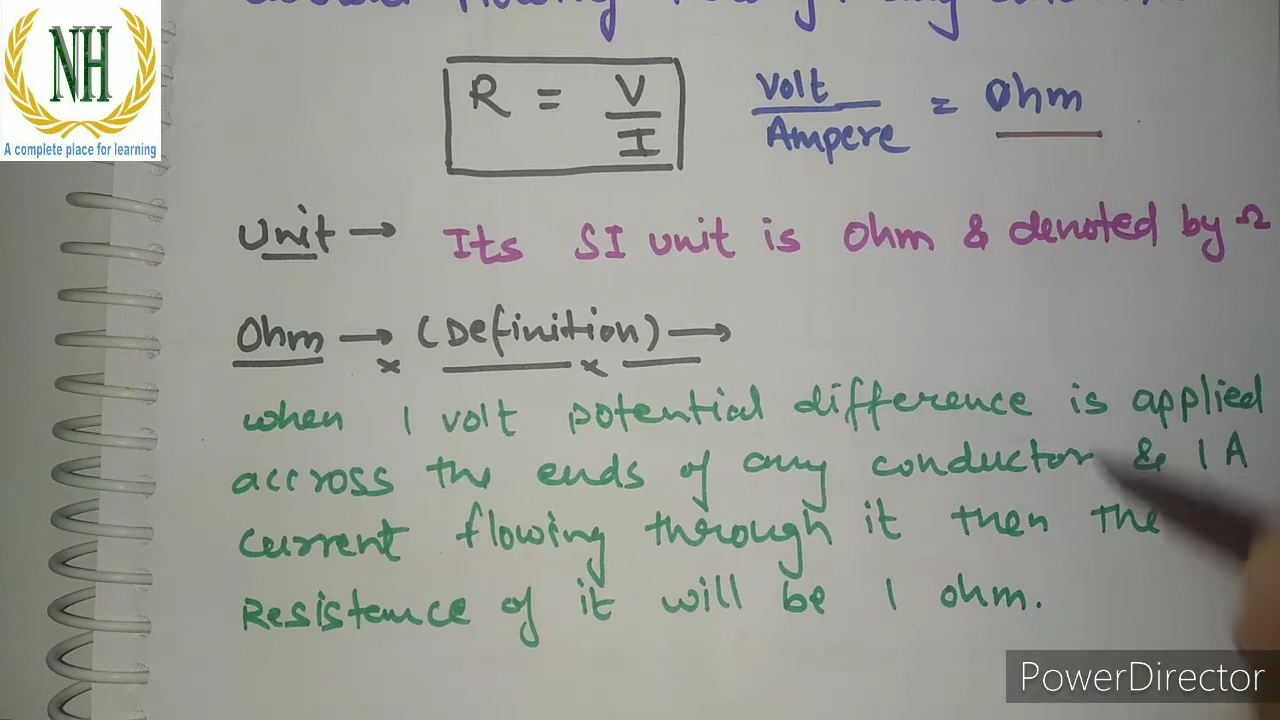 NH
A complete place for learning
flowing
R = V/I Volt/Ampere = Ohm
Unit → Its SI unit is Ohm & denoted by Ω
Ohm → (Definition) →
when 1 volt potential difference is applied
accross the ends of any conductor & 1 A
current flowing through it then the
Resistance of it will be 1 ohm.
PowerDirector